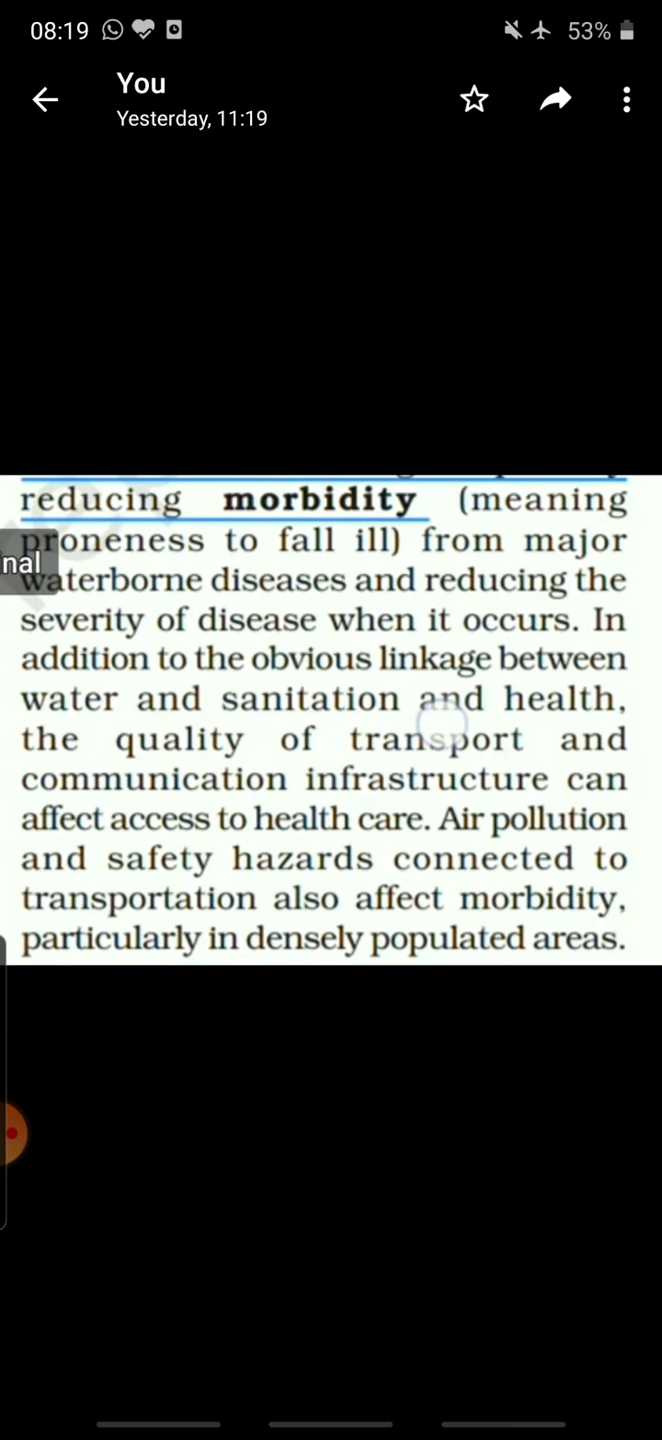 08:19
53%
You
Yesterday, 11:19
reducing morbidity (meaning
proneness to fall ill) from major
nal
waterborne diseases and reducing the
severity of disease when it occurs. In
addition to the obvious linkage between
water and sanitation and health,
the quality of transport and
communication infrastructure can
affect access to health care. Air pollution
and safety hazards connected to
transportation also affect morbidity,
particularly in densely populated areas.